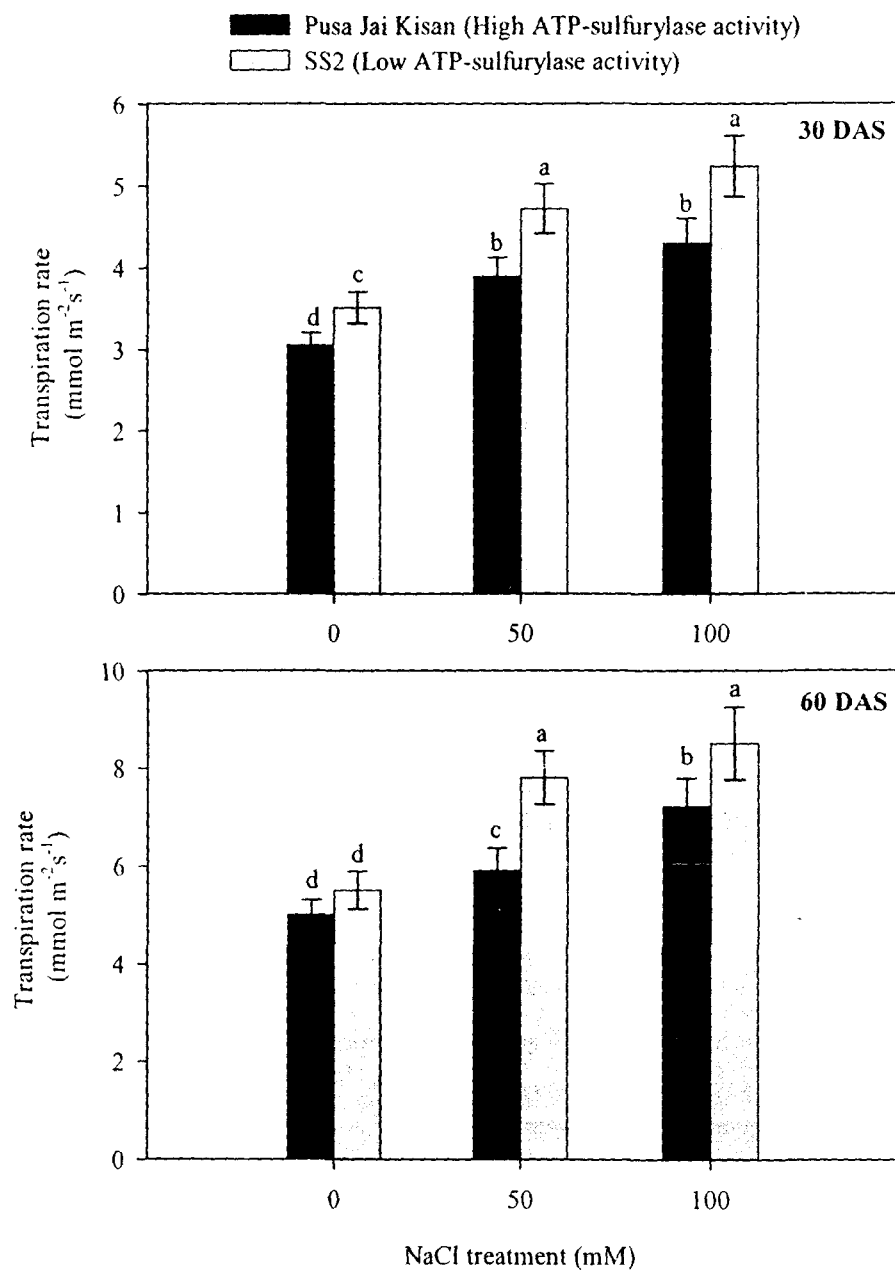 Pusa Jai Kisan (High ATP-sulfurylase activity)
SS2 (Low ATP-sulfurylase activity)
30 DAS
Transpiration rate
(mmol m⁻²s⁻¹)
6
5
4
3
2
1
0
d
c
b
a
b
a
0
50
100
60 DAS
Transpiration rate
(mmol m⁻²s⁻¹)
10
8
6
4
2
0
d
d
c
a
b
a
0
50
100
NaCl treatment (mM)